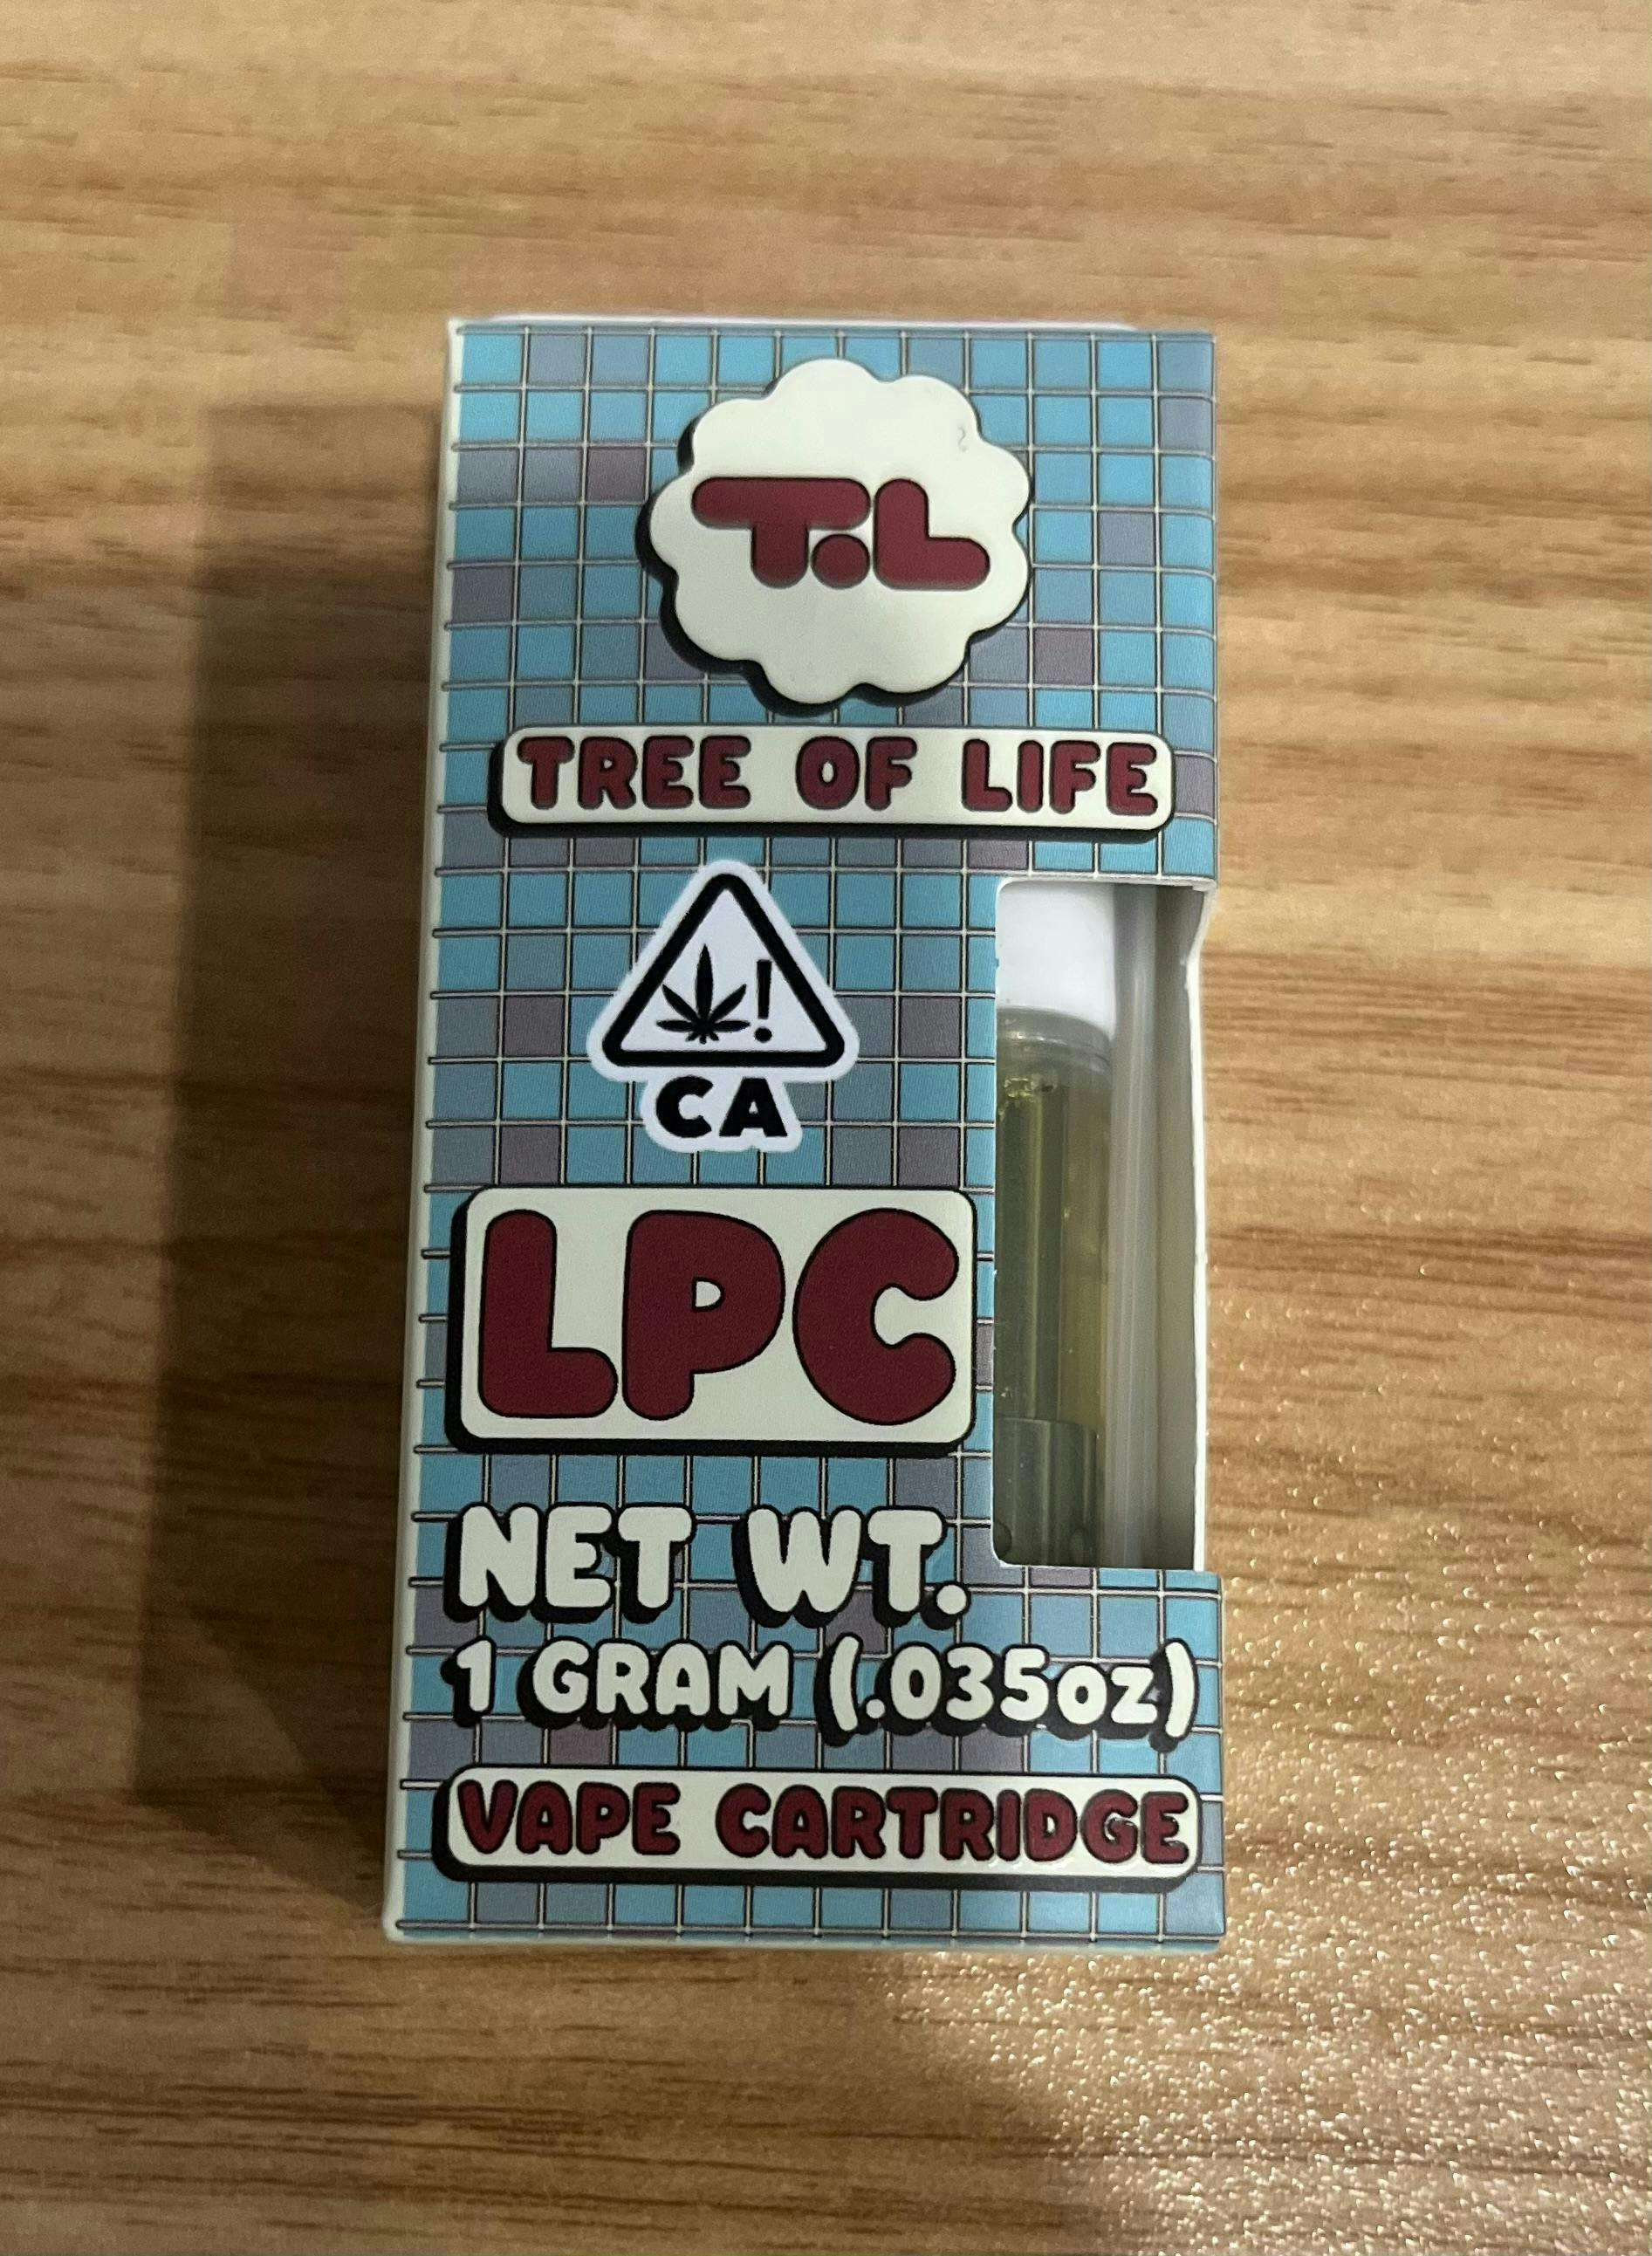 T.L
TREE OF LIFE
!
CA
LPC
NET WT.
1 GRAM (.035oz)
VAPE CARTRIDGE